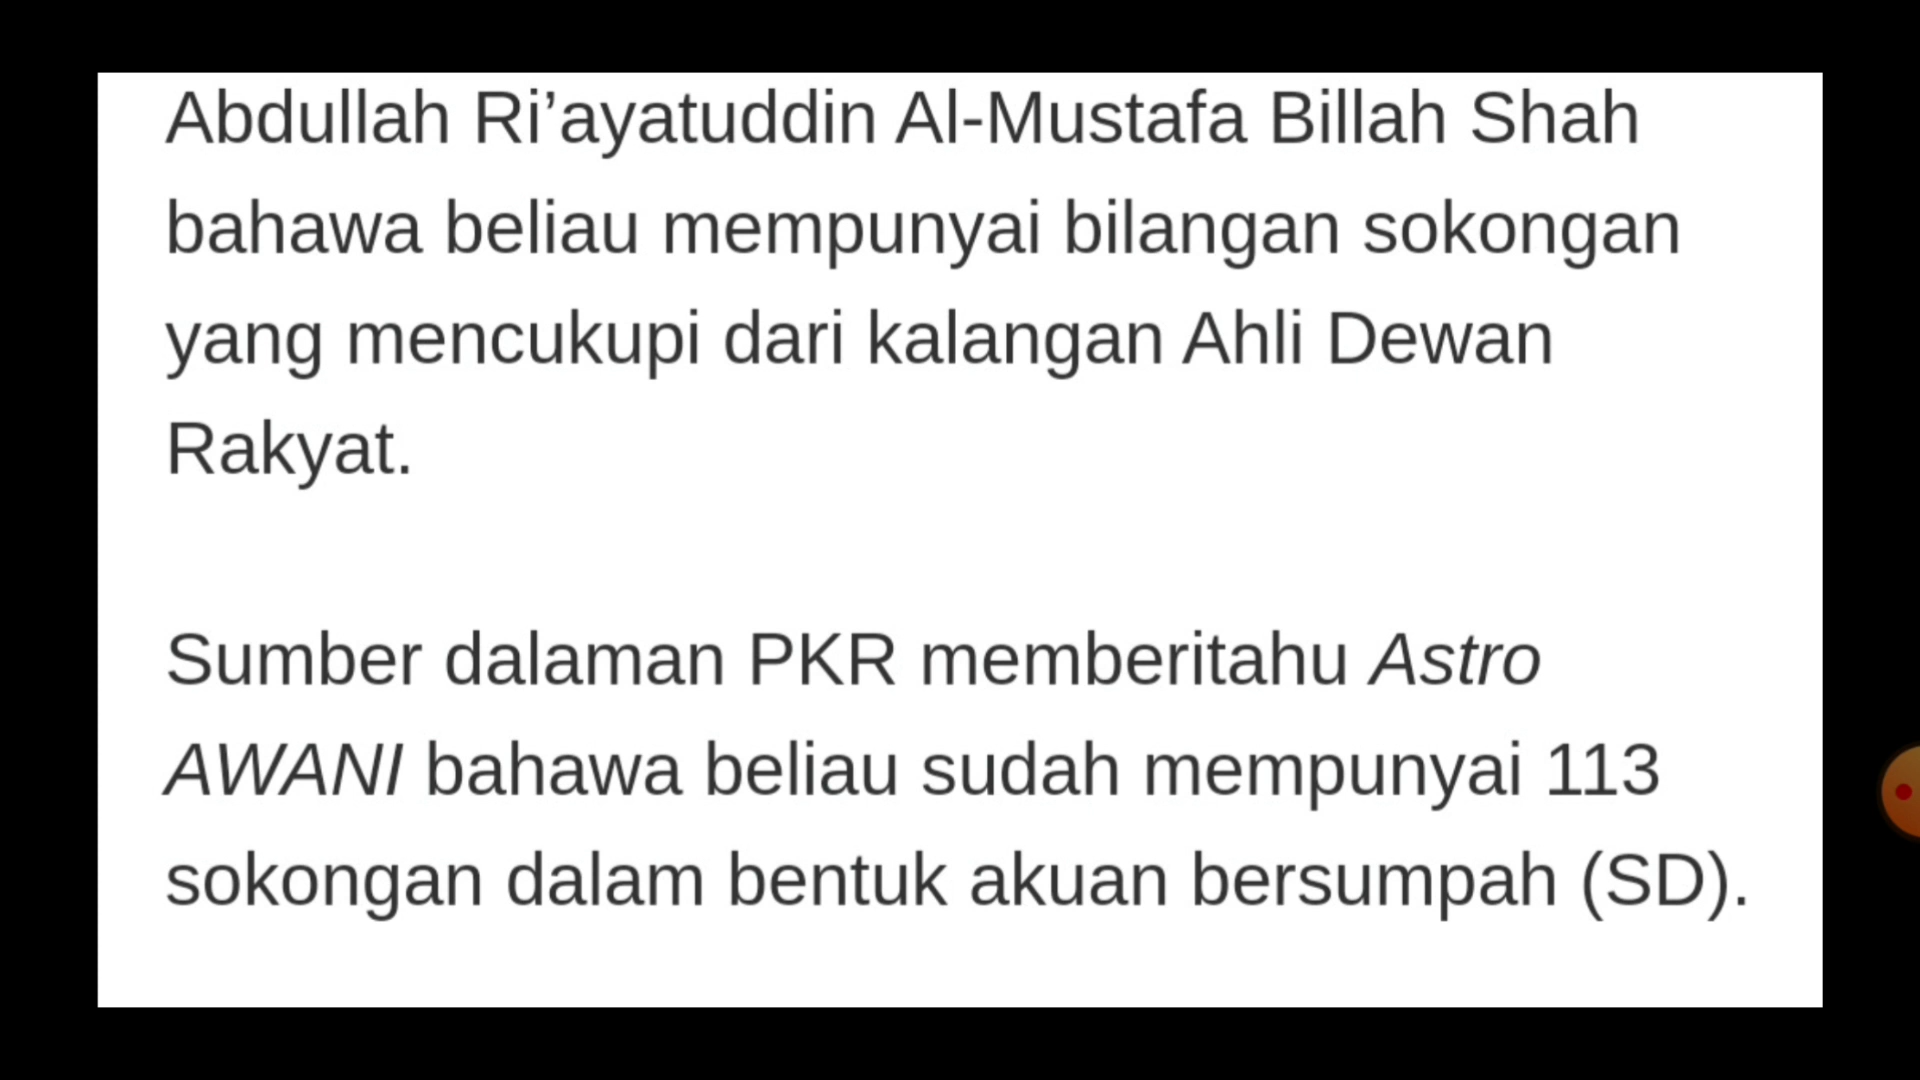 Abdullah Ri’ayatuddin Al-Mustafa Billah Shah
bahawa beliau mempunyai bilangan sokongan
yang mencukupi dari kalangan Ahli Dewan
Rakyat.
Sumber dalaman PKR memberitahu Astro
AWANI bahawa beliau sudah mempunyai 113
sokongan dalam bentuk akuan bersumpah (SD).